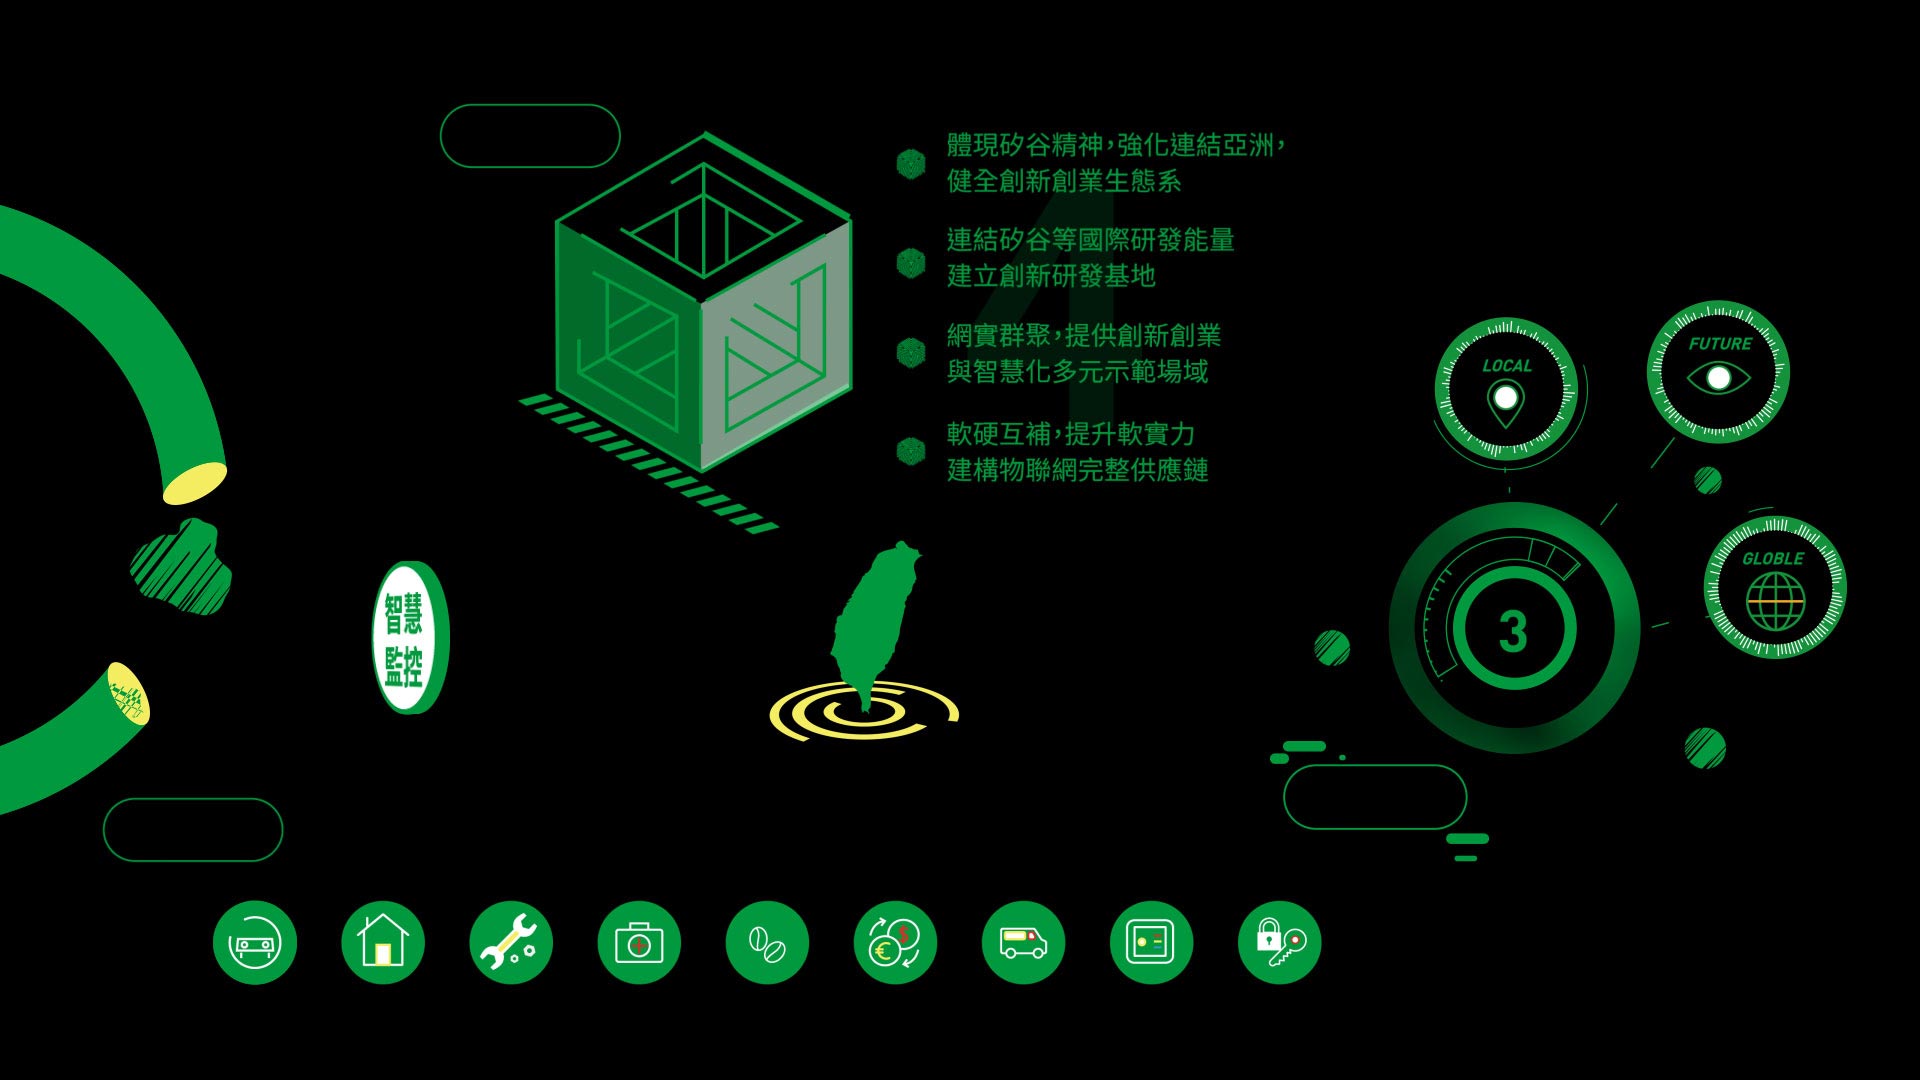 體現矽谷精神,強化連結亞洲,
健全創新創業生態系
4
連結矽谷等國際研發能量
建立創新研發基地
網實群聚,提供創新創業
與智慧化多元示範場域
軟硬互補,提升軟實力
建構物聯網完整供應鏈
LOCAL
FUTURE
GLOBLE
3
智慧
監控
$
€